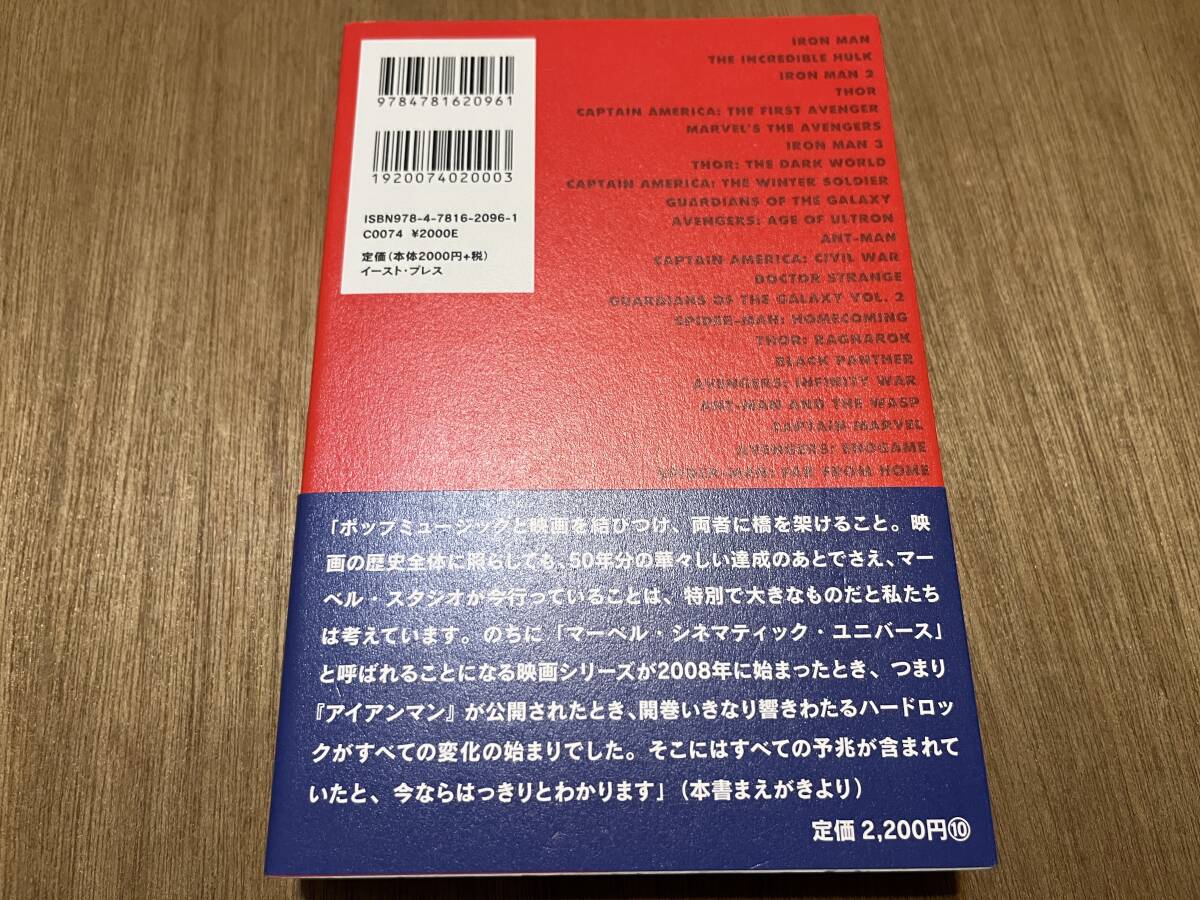 9784781620961
1920074020003
ISBN978-4-7816-2096-1
C0074 ¥2000E
定価(本体2000円+税)
イースト・プレス
IRON MAN
THE INCREDIBLE HULK
IRON MAN 2
THOR
CAPTAIN AMERICA: THE FIRST AVENGER
MARVEL'S THE AVENGERS
IRON MAN 3
THOR: THE DARK WORLD
CAPTAIN AMERICA: THE WINTER SOLDIER
GUARDIANS OF THE GALAXY
AVENGERS: AGE OF ULTRON
ANT-MAN
CAPTAIN AMERICA: CIVIL WAR
DOCTOR STRANGE
GUARDIANS OF THE GALAXY VOL. 2
SPIDER-MAN: HOMECOMING
THOR: RAGNAROK
BLACK PANTHER
AVENGERS: INFINITY WAR
ANT-MAN AND THE WASP
CAPTAIN MARVEL
AVENGERS: ENDGAME
SPIDER-MAN: FAR FROM HOME
「ポップミュージックと映画を結びつけ、両者に橋を架けること。映
画の歴史全体に照らしても、50年分の華々しい達成のあとでさえ、マー
ベル・スタジオが今行っていることは、特別で大きなものだと私たち
は考えています。のちに「マーベル・シネマティック・ユニバース」
と呼ばれることになる映画シリーズが2008年に始まったとき、つまり
『アイアンマン』が公開されたとき、開巻いきなり響きわたるハードロッ
クがすべての変化の始まりでした。そこにはすべての予兆が含まれて
いたと、今ならはっきりとわかります」(本書まえがきより)
定価 2,200円⑩